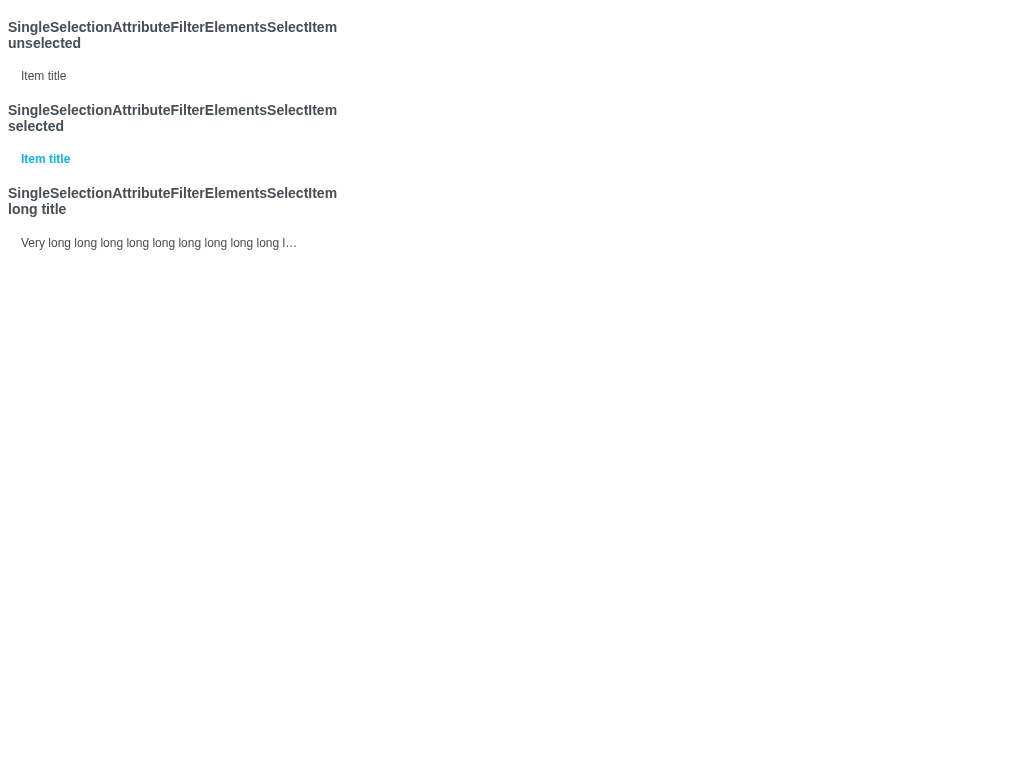 SingleSelectionAttributeFilterElementsSelectItem
unselected
Item title
SingleSelectionAttributeFilterElementsSelectItem
selected
Item title
SingleSelectionAttributeFilterElementsSelectItem
long title
Very long long long long long long long long long l…